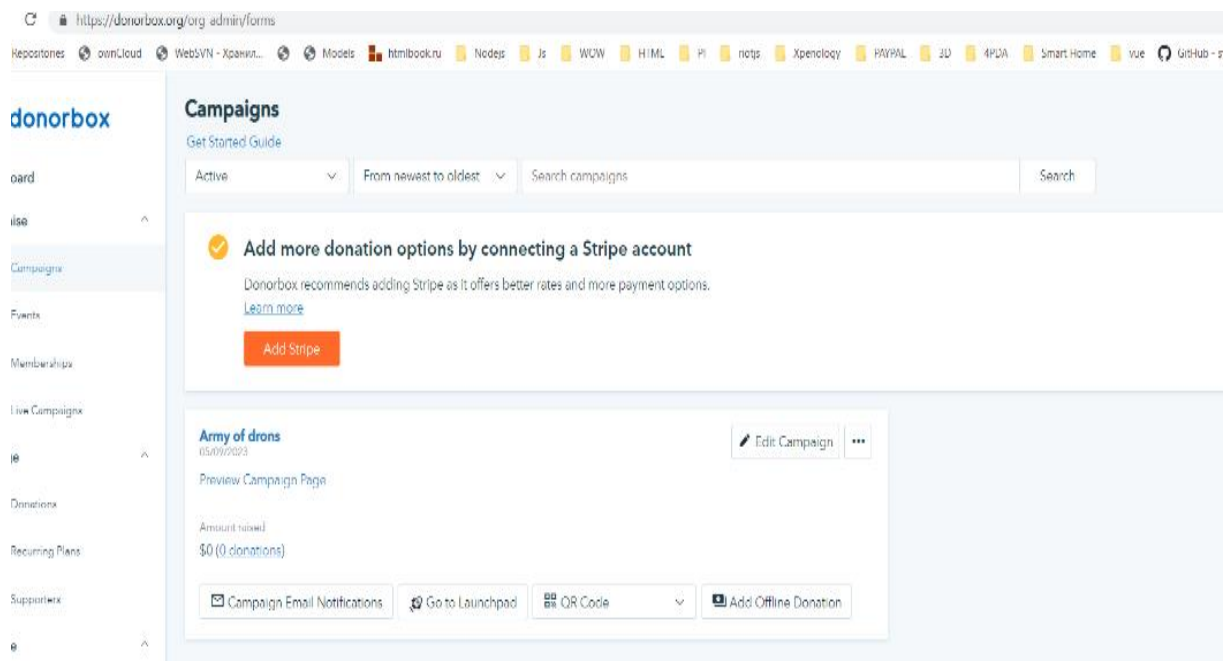 https://donorbox.org/org_admin/forms
Repositories ownCloud WebSVN - Хранил... Models htmlbook.ru Nodejs Js WOW HTML PI notjs Xpenology PAYPAL 3D 4PDA Smart Home vue GitHub - s
donorbox
oard
aise
Campaigns
Events
Memberships
Live Campaigns
ge
Donations
Recurring Plans
Supporters
e
Campaigns
Get Started Guide
Active From newest to oldest Search campaigns Search
Add more donation options by connecting a Stripe account
Donorbox recommends adding Stripe as it offers better rates and more payment options.
Learn more
Add Stripe
Army of drons
05/09/2023
Edit Campaign
Preview Campaign Page
Amount raised
$0 (0 donations)
Campaign Email Notifications Go to Launchpad QR Code Add Offline Donation